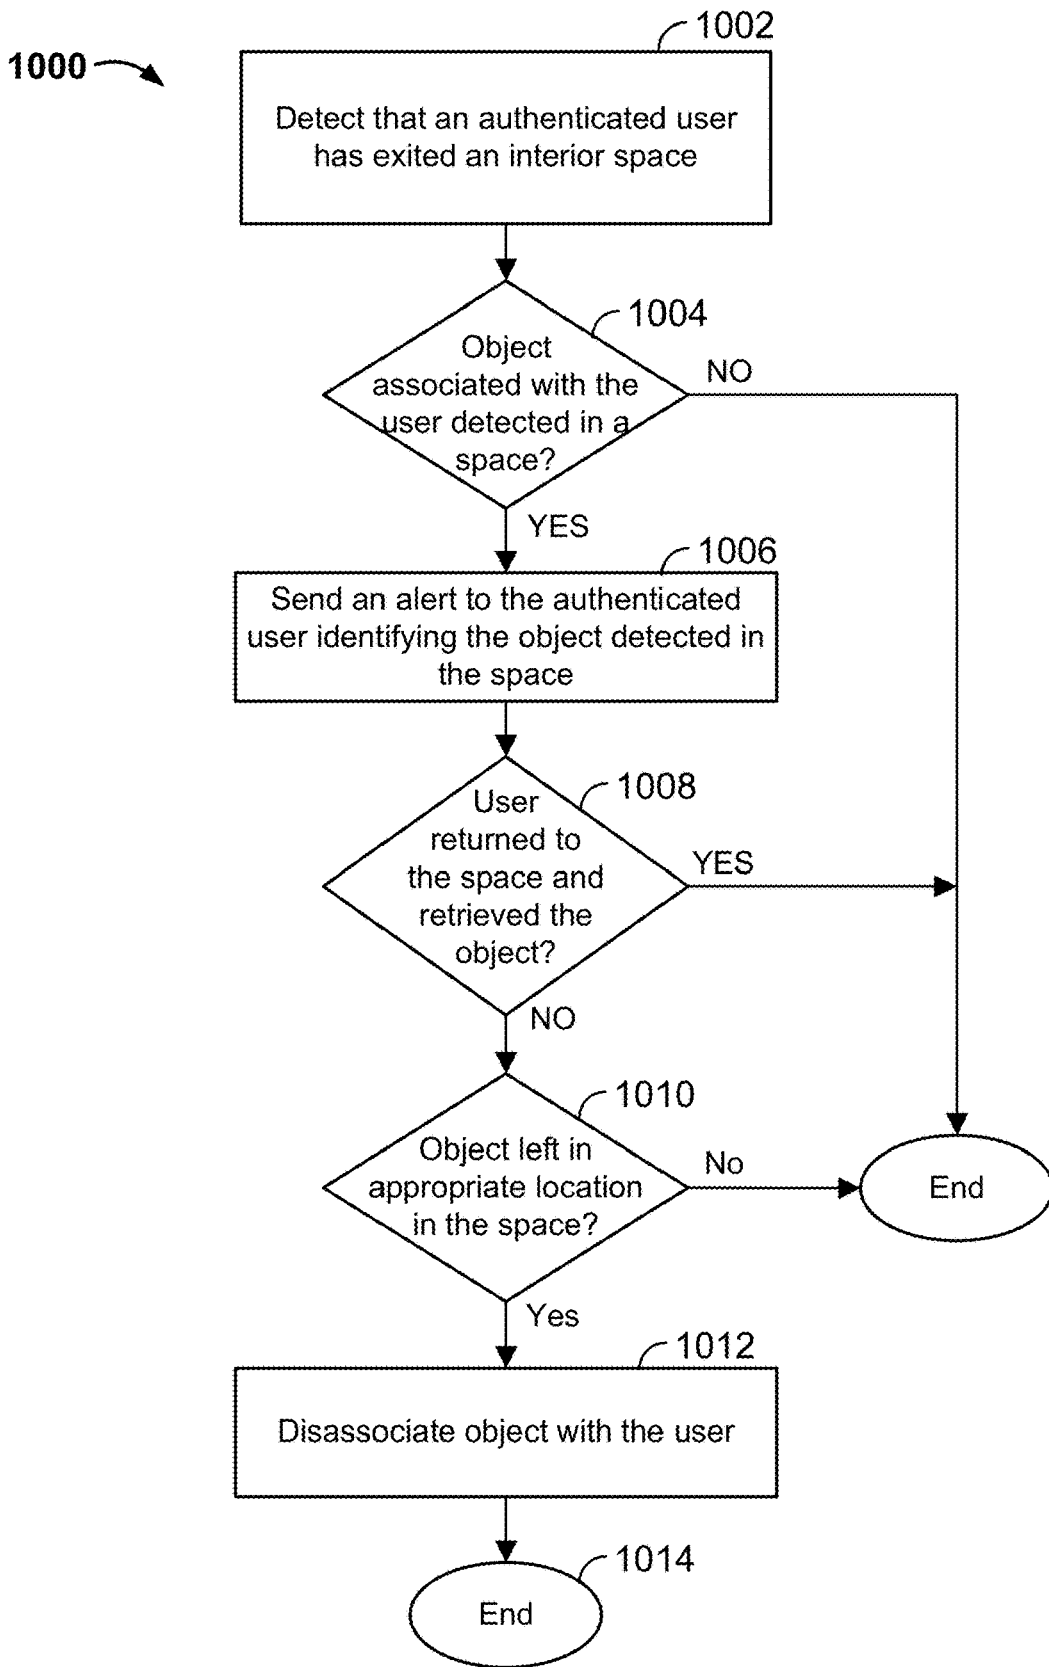 1000
1002
Detect that an authenticated user
has exited an interior space
1004
Object
associated with the
user detected in a
space?
NO
YES
1006
Send an alert to the authenticated
user identifying the object detected in
the space
1008
User
returned to
the space and
retrieved the
object?
YES
NO
1010
Object left in
appropriate location
in the space?
No
End
Yes
1012
Disassociate object with the user
1014
End